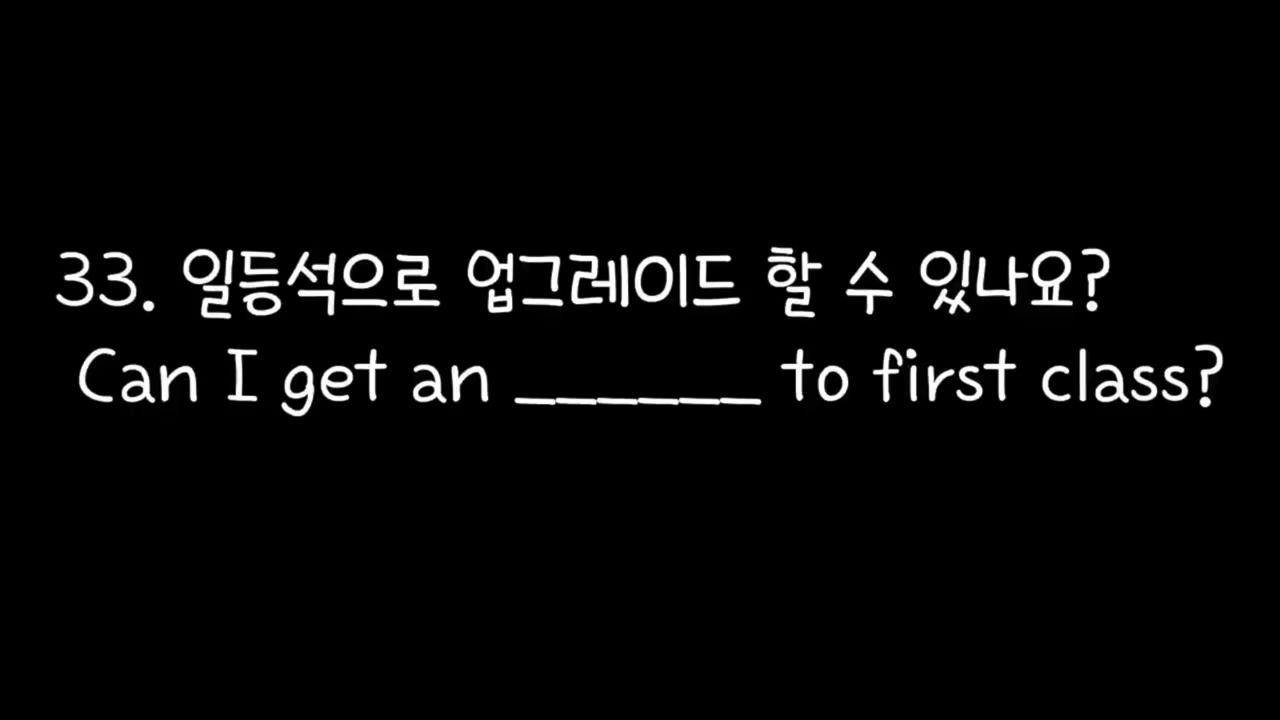 33. 일등석으로 업그레이드 할 수 있나요?
Can I get an ______ to first class?